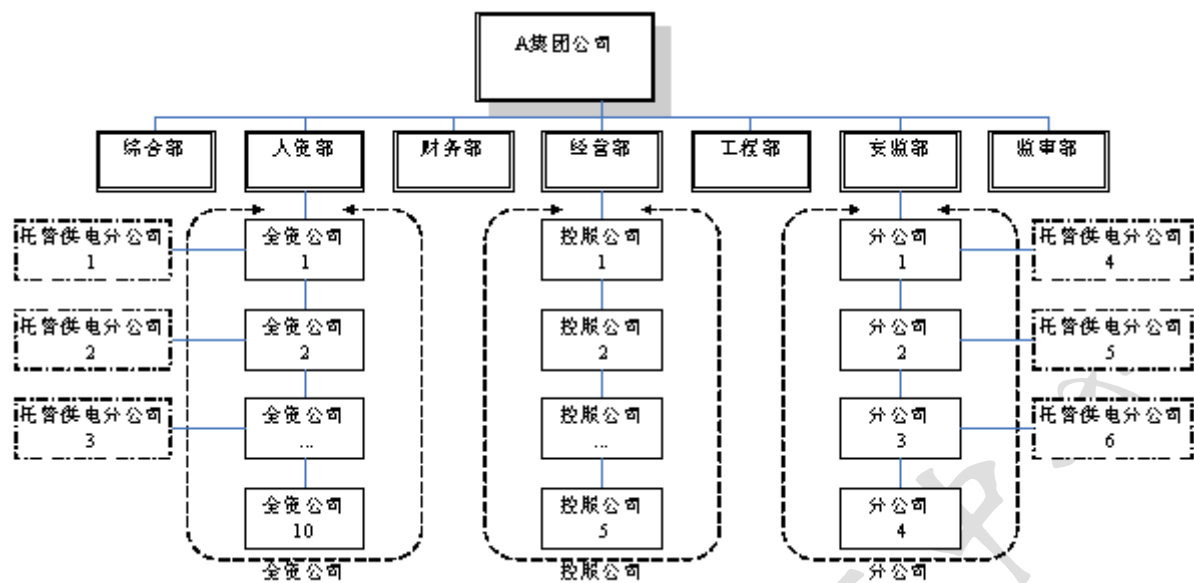 A集团公司
综合部
人资部
财务部
经营部
工程部
安监部
监审部
托管供电分公司
1
全资公司
1
控股公司
1
分公司
1
托管供电分公司
4
托管供电分公司
2
全资公司
2
控股公司
2
分公司
2
托管供电分公司
5
托管供电分公司
3
全资公司
...
控股公司
...
分公司
3
托管供电分公司
6
全资公司
10
控股公司
5
分公司
4
全资公司
控股公司
分公司
中